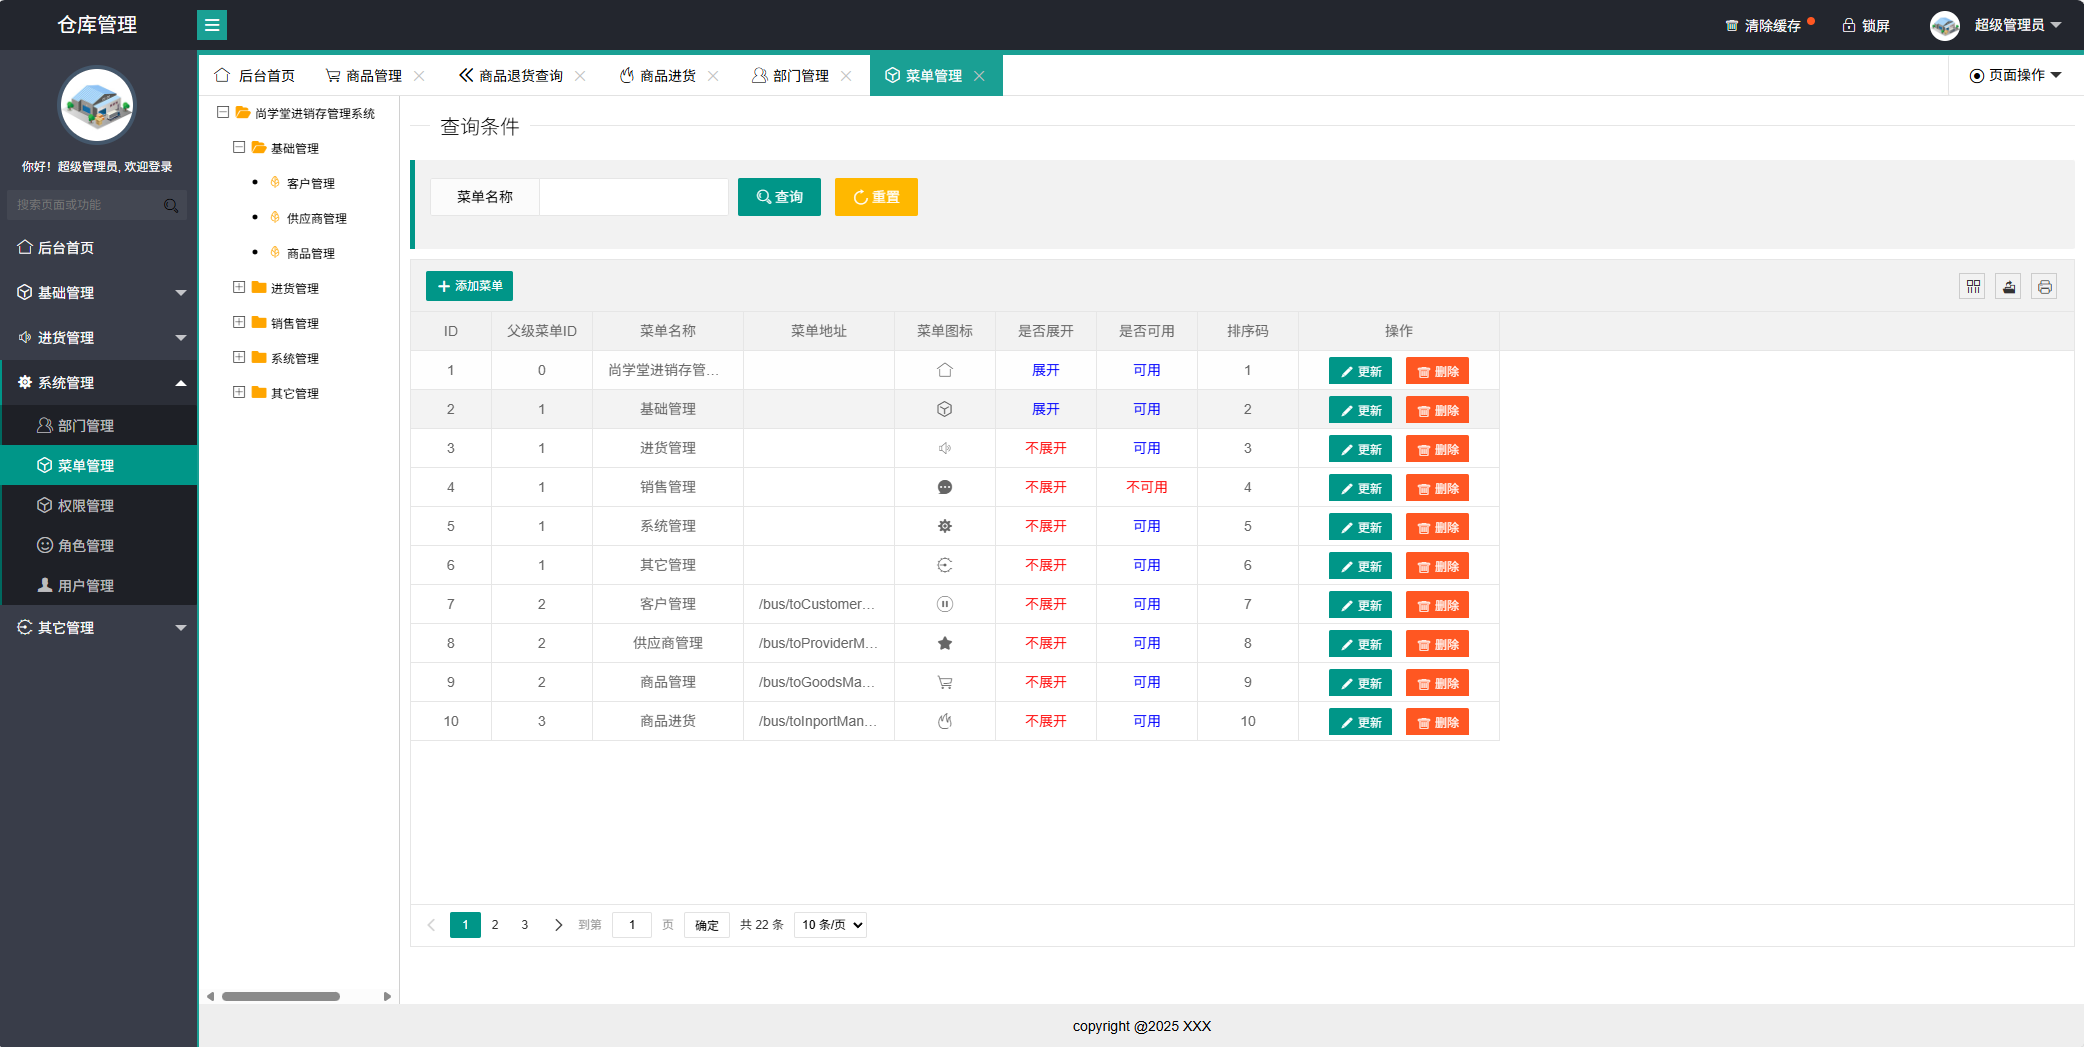 仓库管理
清除缓存
锁屏
超级管理员
你好！超级管理员, 欢迎登录
搜索页面或功能
后台首页
基础管理
进货管理
系统管理
部门管理
菜单管理
权限管理
角色管理
用户管理
其它管理
后台首页 商品管理 商品退货查询 商品进货 部门管理 菜单管理 页面操作
尚学堂进销存管理系统
基础管理
客户管理
供应商管理
商品管理
进货管理
销售管理
系统管理
其它管理
查询条件
菜单名称 查询 重置
添加菜单
ID 父级菜单ID 菜单名称 菜单地址 菜单图标 是否展开 是否可用 排序码 操作
1 0 尚学堂进销存管... 展开 可用 1 更新 删除
2 1 基础管理 展开 可用 2 更新 删除
3 1 进货管理 不展开 可用 3 更新 删除
4 1 销售管理 不展开 不可用 4 更新 删除
5 1 系统管理 不展开 可用 5 更新 删除
6 1 其它管理 不展开 可用 6 更新 删除
7 2 客户管理 /bus/toCustomer... 不展开 可用 7 更新 删除
8 2 供应商管理 /bus/toProviderM... 不展开 可用 8 更新 删除
9 2 商品管理 /bus/toGoodsMa... 不展开 可用 9 更新 删除
10 3 商品进货 /bus/toInportMan... 不展开 可用 10 更新 删除
1 2 3 到第 1 页 确定 共 22 条 10 条/页
copyright @2025 XXX